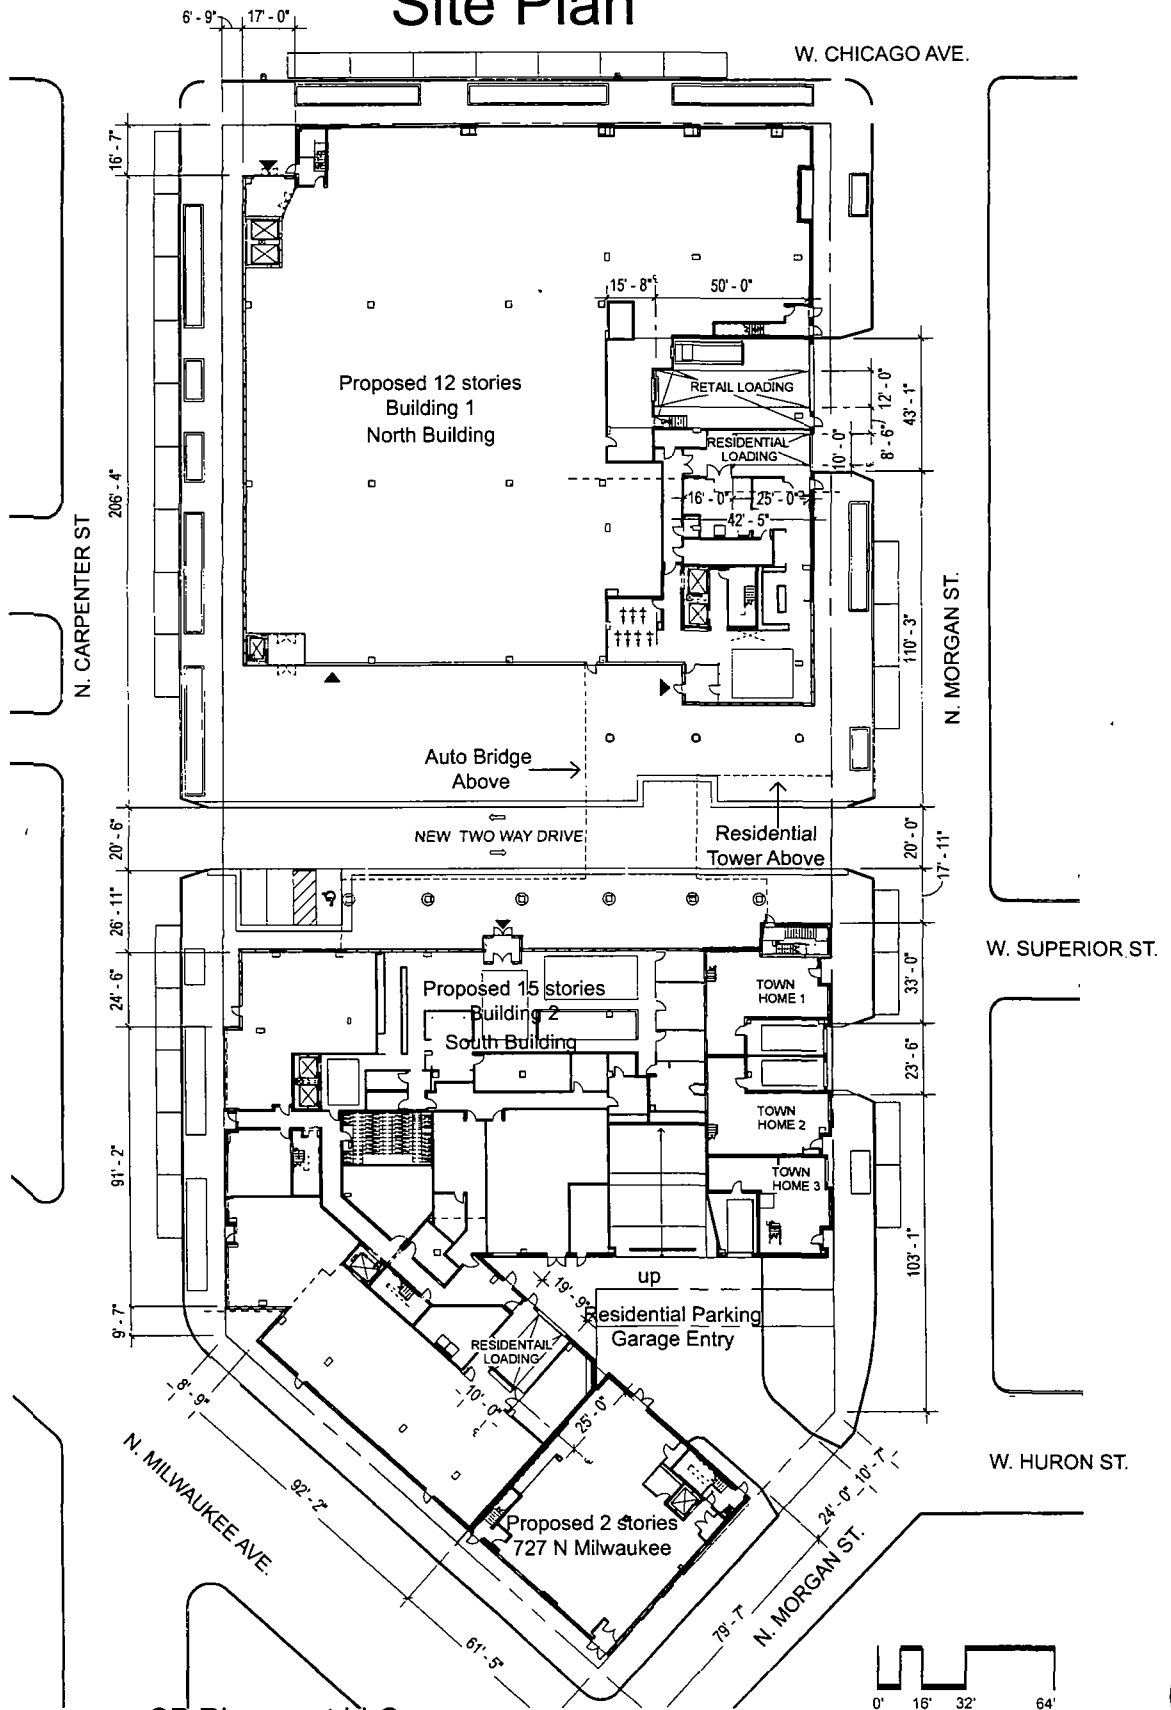 Site Plan
6' - 9"
17' - 0"
W. CHICAGO AVE.
16' - 7"
15' - 8"
50' - 0"
Proposed 12 stories
Building 1
North Building
RETAIL LOADING
12' - 0"
43' - 1"
8' - 6"
10' - 0"
RESIDENTIAL
LOADING
206' - 4"
16' - 0"
25' - 0"
42' - 5"
N. CARPENTER ST
N. MORGAN ST.
110' - 3"
Auto Bridge
Above
NEW TWO WAY DRIVE
Residential
Tower Above
20' - 6"
20' - 0"
17' - 11"
26' - 11"
W. SUPERIOR ST.
24' - 6"
33' - 0"
Proposed 15 stories
Building 2
South Building
TOWN
HOME 1
23' - 6"
TOWN
HOME 2
91' - 2"
TOWN
HOME 3
103' - 1"
up
19' - 9"
Residential Parking
Garage Entry
9' - 7"
RESIDENTAIL
LOADING
8' - 9"
10' - 0"
25' - 0"
N. MILWAUKEE AVE.
92' - 2"
W. HURON ST.
10' - 7"
24' - 0"
Proposed 2 stories
727 N Milwaukee
N. MORGAN ST.
79' - 7"
61' - 5"
0' 16' 32' 64'